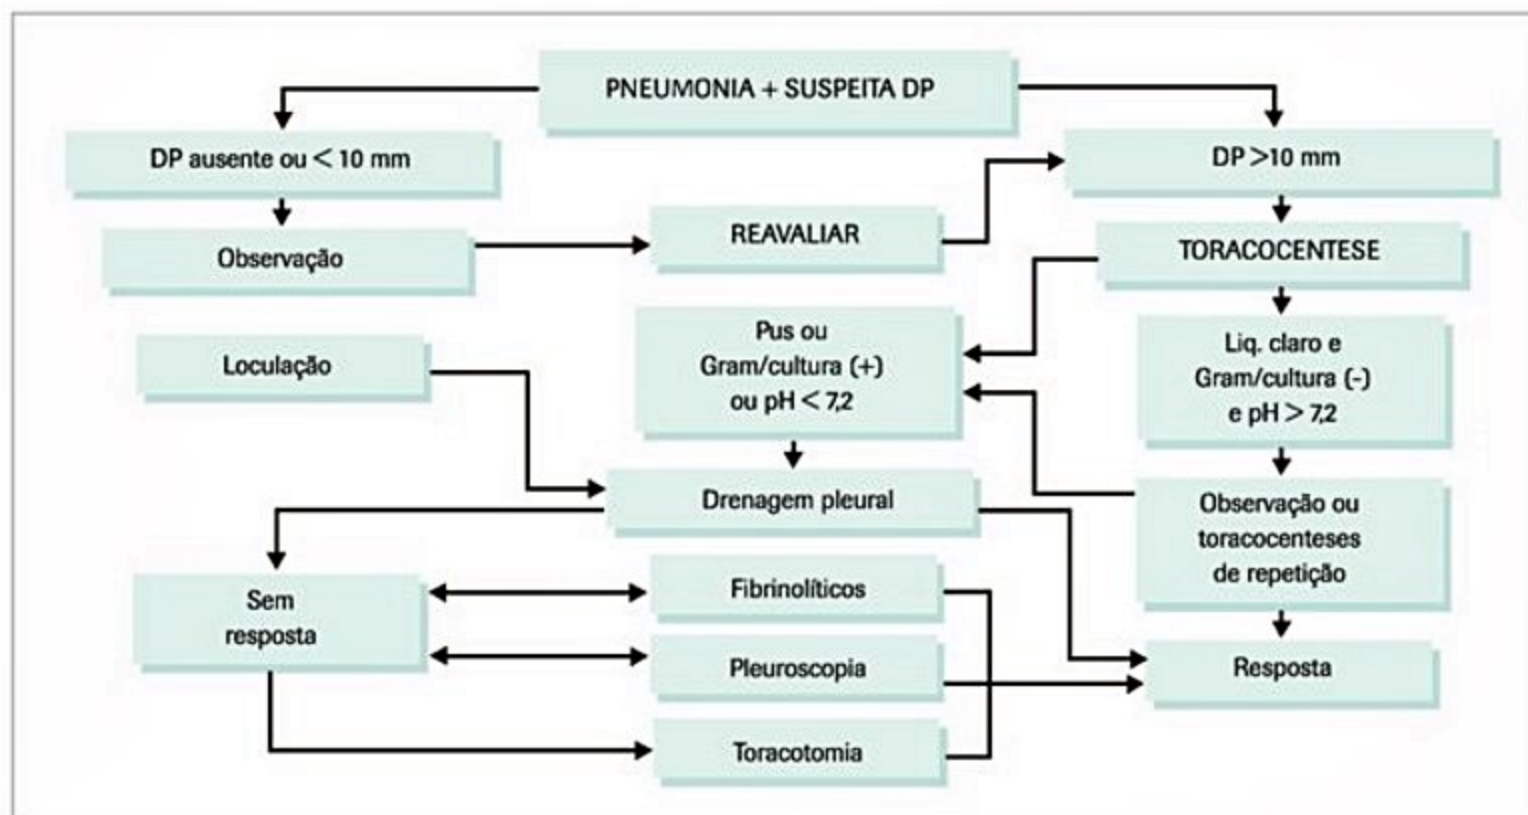 PNEUMONIA + SUSPEITA DP
DP ausente ou < 10 mm
DP >10 mm
Observação
REAVALIAR
TORACOCENTESE
Loculação
Pus ou
Gram/cultura (+)
ou pH < 7,2
Liq. claro e
Gram/cultura (-)
e pH > 7,2
Drenagem pleural
Observação ou
toracocenteses
de repetição
Sem
resposta
Fibrinolíticos
Pleuroscopia
Resposta
Toracotomia